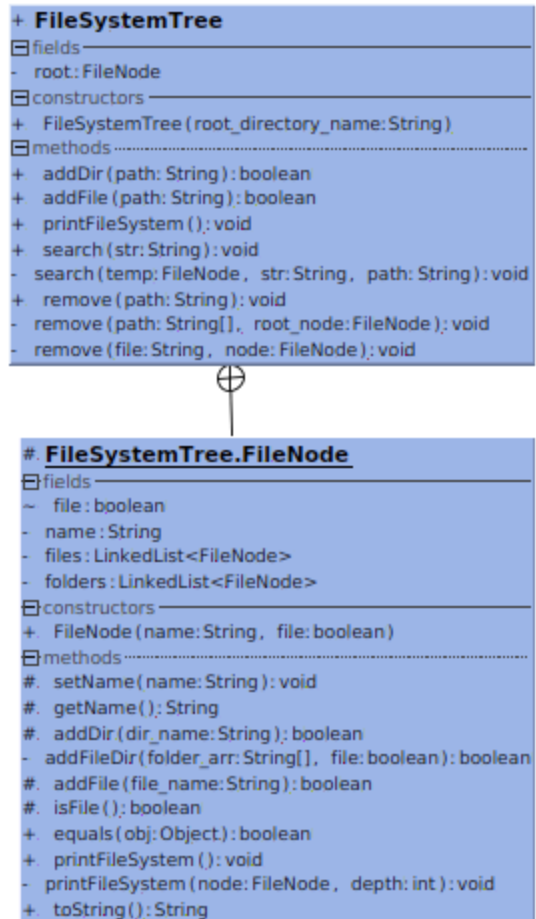 + FileSystemTree
fields
- root: FileNode
constructors
+ FileSystemTree(root_directory_name:String)
methods
+ addDir(path: String): boolean
+ addFile(path: String): boolean
+ printFileSystem(): void
+ search(str: String): void
- search(temp: FileNode, str: String, path: String): void
+ remove(path: String): void
- remove(path: String[], root_node: FileNode): void
- remove(file: String, node: FileNode): void
# FileSystemTree.FileNode
fields
~ file: boolean
- name: String
- files: LinkedList<FileNode>
- folders: LinkedList<FileNode>
constructors
+ FileNode(name: String, file: boolean)
methods
# setName(name: String): void
# getName(): String
# addDir(dir_name: String): boolean
- addFileDir(folder_arr: String[], file: boolean): boolean
# addFile(file_name: String): boolean
# isFile(): boolean
+ equals(obj: Object): boolean
+ printFileSystem(): void
- printFileSystem(node: FileNode, depth: int): void
+ toString(): String